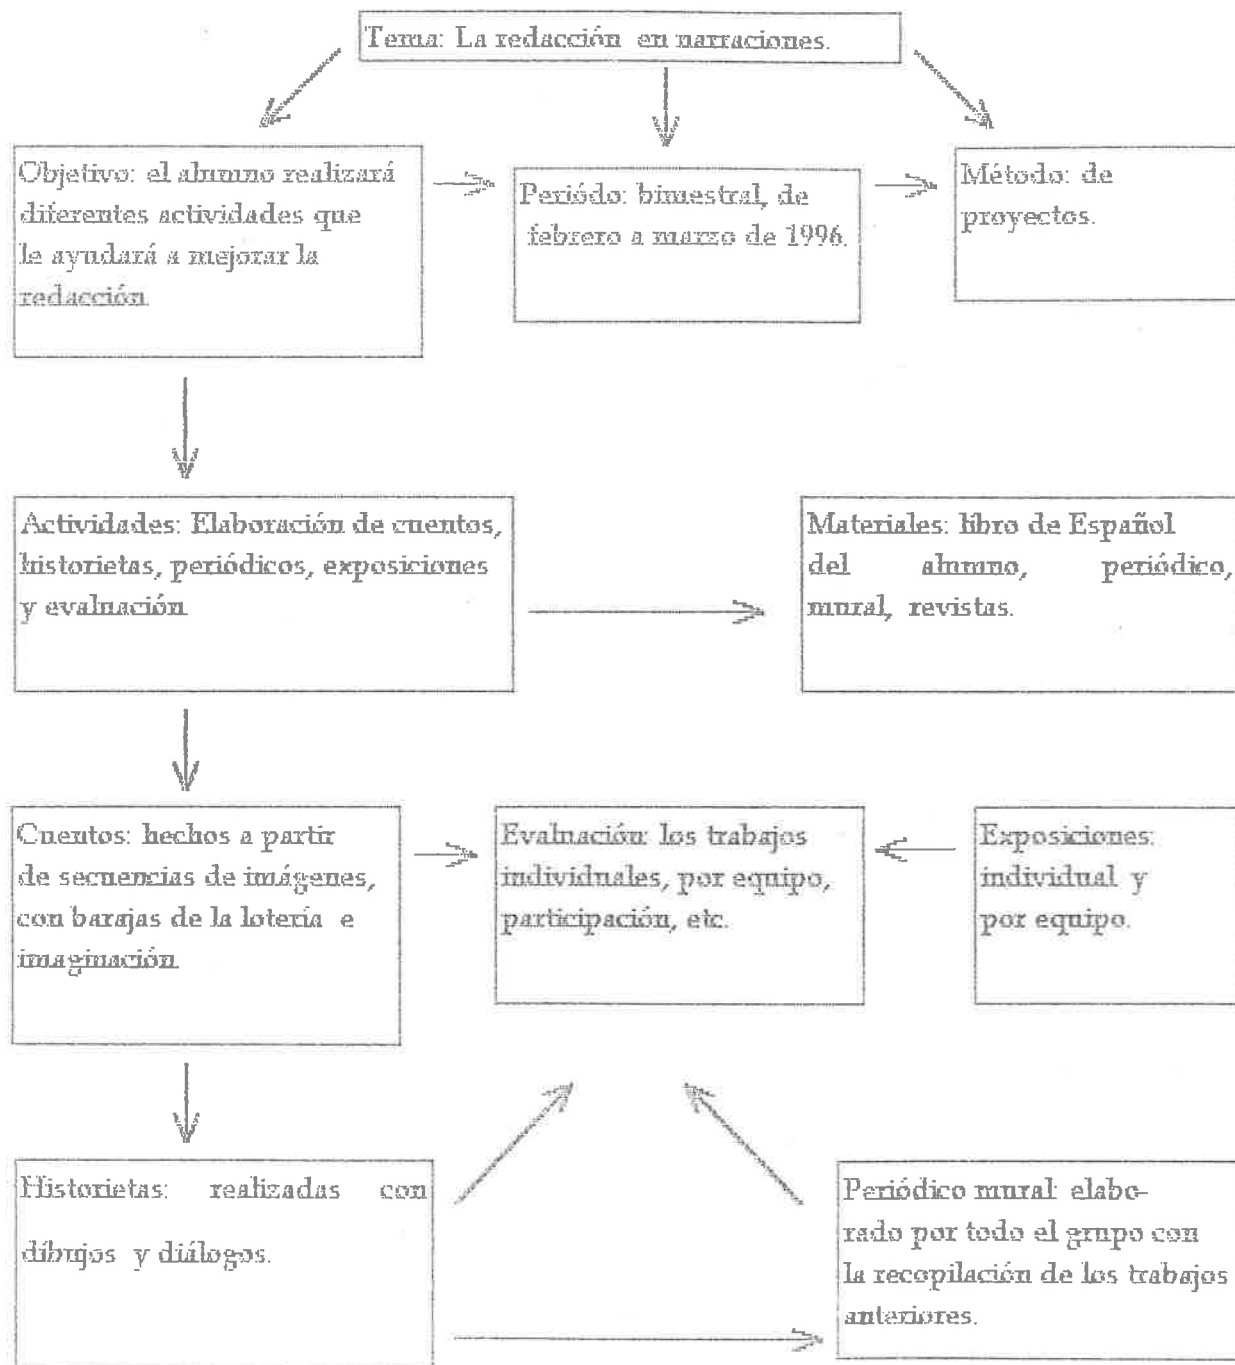 Tema: La redacción en narraciones.
Objetivo: el alumno realizará
diferentes actividades que
le ayudará a mejorar la
redacción
Periódo: bimestral, de
febrero a marzo de 1996.
Método: de
proyectos.
Actividades: Elaboración de cuentos,
historietas, periódicos, exposiciones
y evaluación
Materiales: libro de Español
del alumno, periódico,
mural, revistas.
Cuentos: hechos a partir
de secuencias de imágenes,
con barajas de la lotería e
imaginación
Evaluación: los trabajos
individuales, por equipo,
participación, etc.
Exposiciones:
individual y
por equipo.
Historietas: realizadas con
dibujos y diálogos.
Periódico mural: elabo-
rado por todo el grupo con
la recopilación de los trabajos
anteriores.